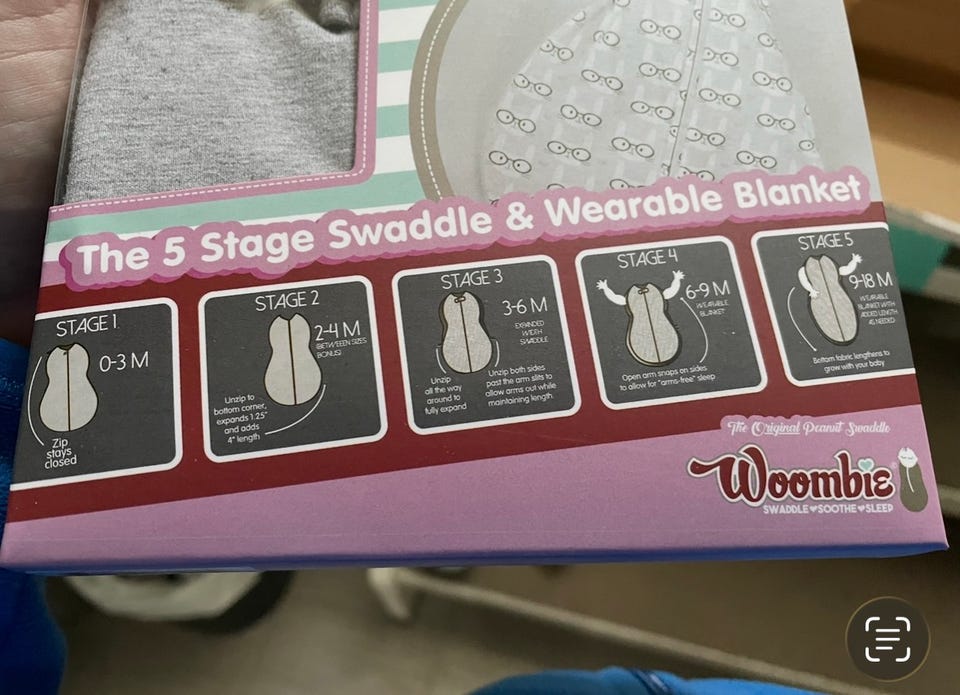 The 5 Stage Swaddle & Wearable Blanket
STAGE 1
0-3 M
Zip
stays
closed
STAGE 2
2-4 M
(BETWEEN SIZES
BONUS)
Unzip to
bottom corner,
expands 1.25"
and adds
4" length
STAGE 3
3-6 M
EXPANDED
WIDTH
SWADDLE
Unzip
all the way
around to
fully expand
Unzip both sides
past the arm slits to
allow arms out while
maintaining length.
STAGE 4
6-9 M
WEARABLE
BLANKET
Open arm snaps on sides
to allow for "arms-free" sleep
STAGE 5
9-18 M
WEARABLE
BLANKET WITH
ADDED LENGTH
AS NEEDED
Bottom fabric lengthens to
grow with your baby
The Original Peanut Swaddle
Woombie®
SWADDLE♥SOOTHE♥SLEEP